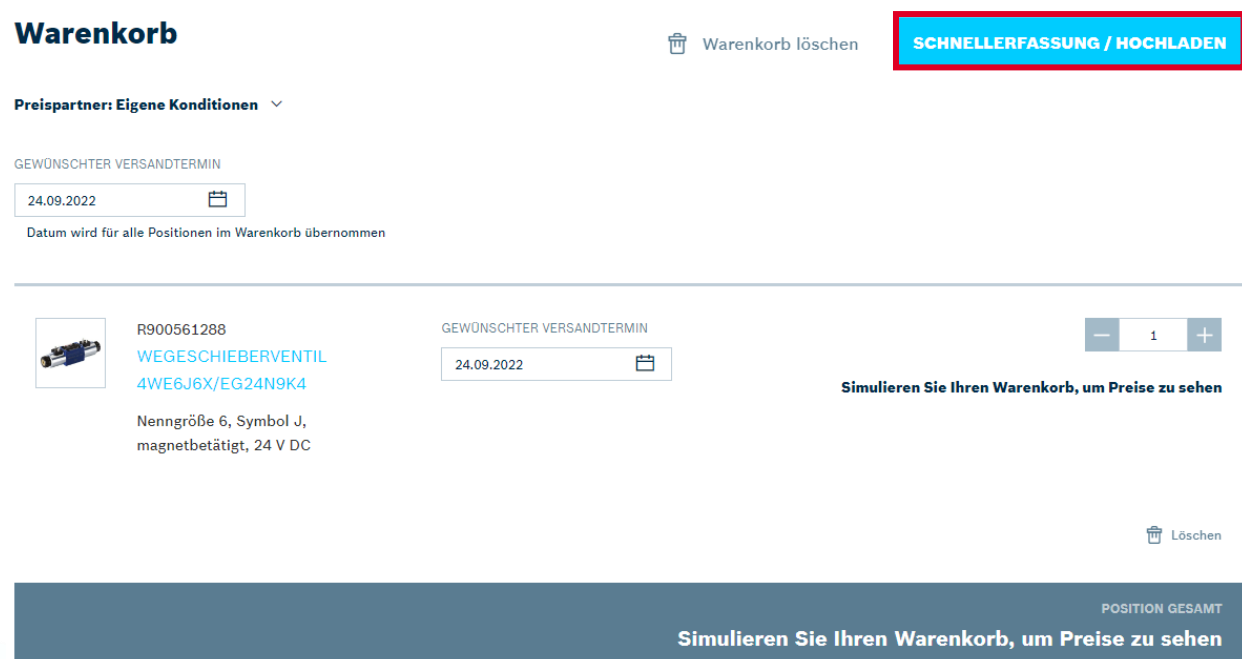 Warenkorb
Warenkorb löschen
SCHNELLERFASSUNG / HOCHLADEN
Preispartner: Eigene Konditionen
GEWÜNSCHTER VERSANDTERMIN
24.09.2022
Datum wird für alle Positionen im Warenkorb übernommen
R900561288
WEGESCHIEBERVENTIL
4WE6J6X/EG24N9K4
Nenngröße 6, Symbol J,
magnetbetätigt, 24 V DC
GEWÜNSCHTER VERSANDTERMIN
24.09.2022
1
Simulieren Sie Ihren Warenkorb, um Preise zu sehen
Löschen
POSITION GESAMT
Simulieren Sie Ihren Warenkorb, um Preise zu sehen